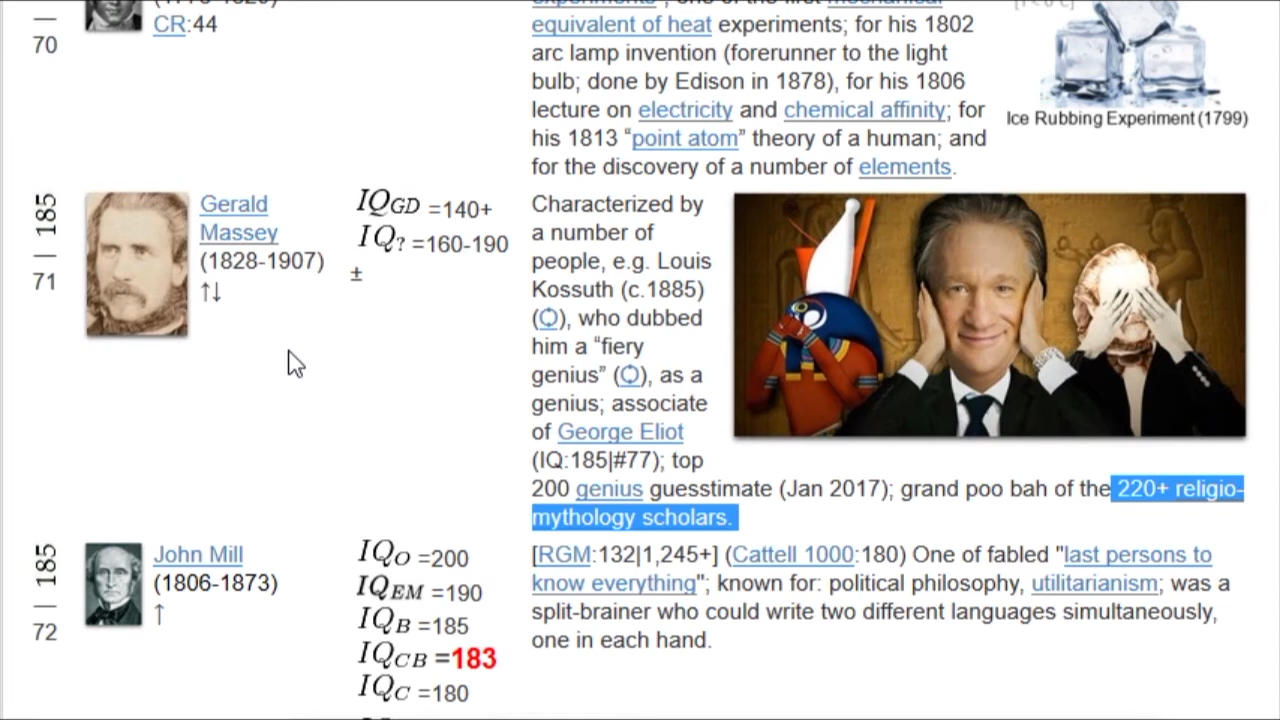 70
CR:44
equivalent of heat experiments; for his 1802
arc lamp invention (forerunner to the light
bulb; done by Edison in 1878), for his 1806
lecture on electricity and chemical affinity; for
his 1813 “point atom” theory of a human; and
for the discovery of a number of elements.
Ice Rubbing Experiment (1799)
185
—
71
Gerald
Massey
(1828-1907)
↑↓
IQGD =140+
IQ? =160-190
±
Characterized by
a number of
people, e.g. Louis
Kossuth (c.1885)
(), who dubbed
him a “fiery
genius” (), as a
genius; associate
of George Eliot
(IQ:185|#77); top
200 genius guesstimate (Jan 2017); grand poo bah of the 220+ religio-
mythology scholars.
185
—
72
John Mill
(1806-1873)
↑
IQO =200
IQEM =190
IQB =185
IQCB =183
IQC =180
[RGM:132|1,245+] (Cattell 1000:180) One of fabled "last persons to
know everything"; known for: political philosophy, utilitarianism; was a
split-brainer who could write two different languages simultaneously,
one in each hand.